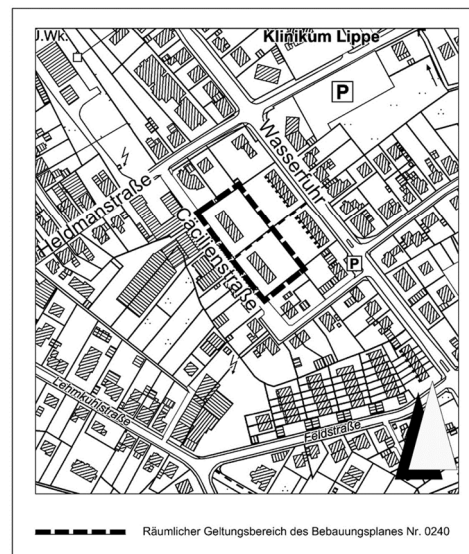 J.Wk.
Klinikum Lippe
P
Wasserfuhr
Heldmanstraße
Cäcilienstraße
P
Lehmkuhlstraße
Feldstraße
Räumlicher Geltungsbereich des Bebauungsplanes Nr. 0240